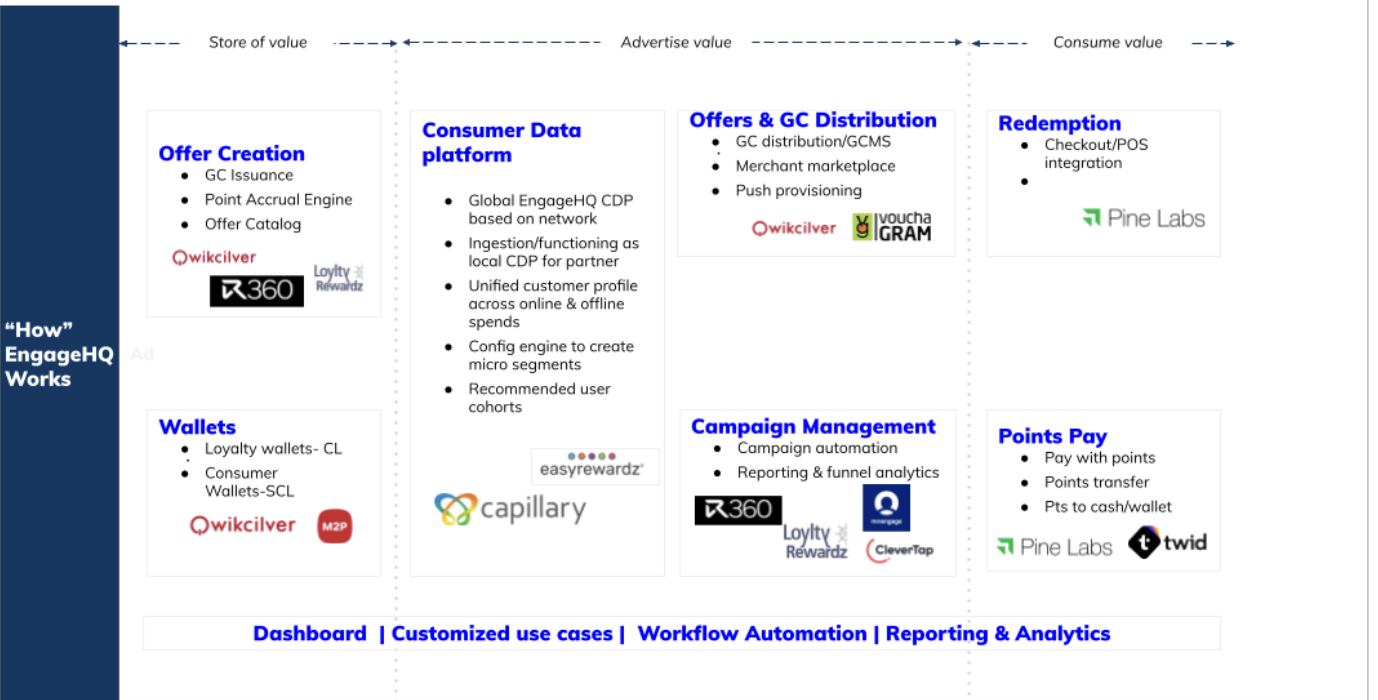 Store of value
Advertise value
Consume value
“How”
EngageHQ
Works
Ad
Offer Creation
● GC Issuance
● Point Accrual Engine
● Offer Catalog
Qwikcilver
R360
Loylty
Rewardz
Wallets
● Loyalty wallets- CL
● Consumer
Wallets-SCL
Qwikcilver
M2P
Consumer Data
platform
● Global EngageHQ CDP
based on network
● Ingestion/functioning as
local CDP for partner
● Unified customer profile
across online & offline
spends
● Config engine to create
micro segments
● Recommended user
cohorts
easyrewardz
capillary
Offers & GC Distribution
● GC distribution/GCMS
● Merchant marketplace
● Push provisioning
Qwikcilver
vg VOUCHA
GRAM
Campaign Management
● Campaign automation
● Reporting & funnel analytics
R360
Loylty
Rewardz
moengage
CleverTap
Redemption
● Checkout/POS
integration
●
Pine Labs
Points Pay
● Pay with points
● Points transfer
● Pts to cash/wallet
Pine Labs
twid
Dashboard | Customized use cases | Workflow Automation | Reporting & Analytics